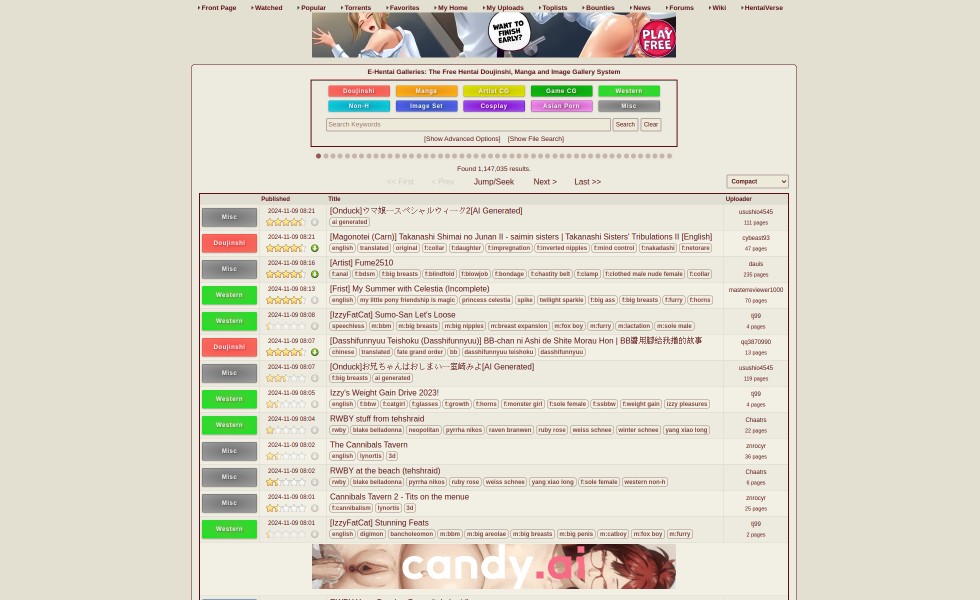 Front Page Watched Popular Torrents Favorites My Home My Uploads Toplists Bounties News Forums Wiki HentaiVerse
WANT TO FINISH EARLY?
PLAY FREE
E-Hentai Galleries: The Free Hentai Doujinshi, Manga and Image Gallery System
Doujinshi Manga Artist CG Game CG Western
Non-H Image Set Cosplay Asian Porn Misc
Search Keywords Search Clear
[Show Advanced Options] [Show File Search]
Found 1,147,035 results.
<< First < Prev Jump/Seek Next > Last >> Compact
Published Title Uploader
Misc 2024-11-09 08:21 [Onduck]ウマ娘一スペシャルウィーク2[AI Generated] usushio4545
ai generated 111 pages
Doujinshi 2024-11-09 08:21 [Magonotei (Carn)] Takanashi Shimai no Junan II - saimin sisters | Takanashi Sisters' Tribulations II [English] cybeast93
english translated original f:collar f:daughter f:impregnation f:inverted nipples f:mind control f:nakadashi f:netorare 47 pages
Misc 2024-11-09 08:16 [Artist] Fume2510 dauls
f:anal f:bdsm f:big breasts f:blindfold f:blowjob f:bondage f:chastity belt f:clamp f:clothed male nude female f:collar 235 pages
Western 2024-11-09 08:13 [Frist] My Summer with Celestia (Incomplete) masterreviewer1000
english my little pony friendship is magic princess celestia spike twilight sparkle f:big ass f:big breasts f:furry f:horns 70 pages
Western 2024-11-09 08:08 [IzzyFatCat] Sumo-San Let's Loose tj99
speechless m:bbm m:big breasts m:big nipples m:breast expansion m:fox boy m:furry m:lactation m:sole male 4 pages
Doujinshi 2024-11-09 08:07 [Dasshifunnyuu Teishoku (Dasshifunnyuu)] BB-chan ni Ashi de Shite Morau Hon | BB醬用腳给我擼的故事 qq3870990
chinese translated fate grand order bb dasshifunnyuu teishoku dasshifunnyuu 13 pages
Misc 2024-11-09 08:07 [Onduck]お兄ちゃんはおしまい一室崎みよ[AI Generated] usushio4545
f:big breasts ai generated 119 pages
Western 2024-11-09 08:05 Izzy's Weight Gain Drive 2023! tj99
english f:bbw f:catgirl f:glasses f:growth f:horns f:monster girl f:sole female f:ssbbw f:weight gain izzy pleasures 4 pages
Western 2024-11-09 08:04 RWBY stuff from tehshraid Chaatrs
rwby blake belladonna neopolitan pyrrha nikos raven branwen ruby rose weiss schnee winter schnee yang xiao long 22 pages
Misc 2024-11-09 08:02 The Cannibals Tavern znrocyr
english lynortis 3d 36 pages
Misc 2024-11-09 08:02 RWBY at the beach (tehshraid) Chaatrs
rwby blake belladonna pyrrha nikos ruby rose weiss schnee yang xiao long f:sole female western non-h 6 pages
Misc 2024-11-09 08:01 Cannibals Tavern 2 - Tits on the menue znrocyr
f:cannibalism lynortis 3d 25 pages
Western 2024-11-09 08:01 [IzzyFatCat] Stunning Feats tj99
english digimon bancholeomon m:bbm m:big areolae m:big breasts m:big penis m:catboy m:fox boy m:furry 2 pages
candy.ai